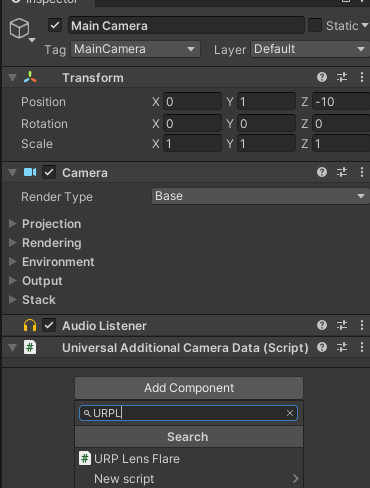 Inspector
Main Camera Static
Tag MainCamera Layer Default
Transform
Position X 0 Y 1 Z -10
Rotation X 0 Y 0 Z 0
Scale X 1 Y 1 Z 1
Camera
Render Type Base
Projection
Rendering
Environment
Output
Stack
Audio Listener
# Universal Additional Camera Data (Script)
Add Component
URPL
Search
# URP Lens Flare
New script